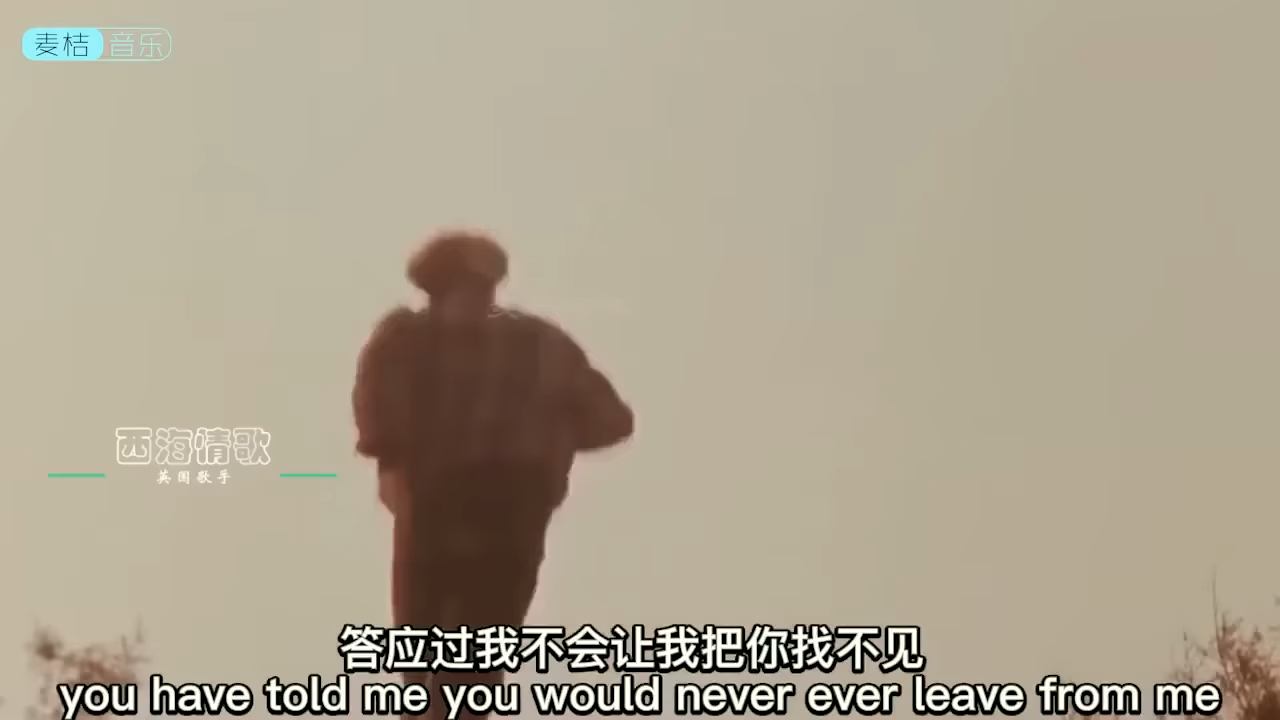 麦桔 音乐
西海情歌
英国歌手
答应过我不会让我把你找不见
you have told me you would never ever leave from me